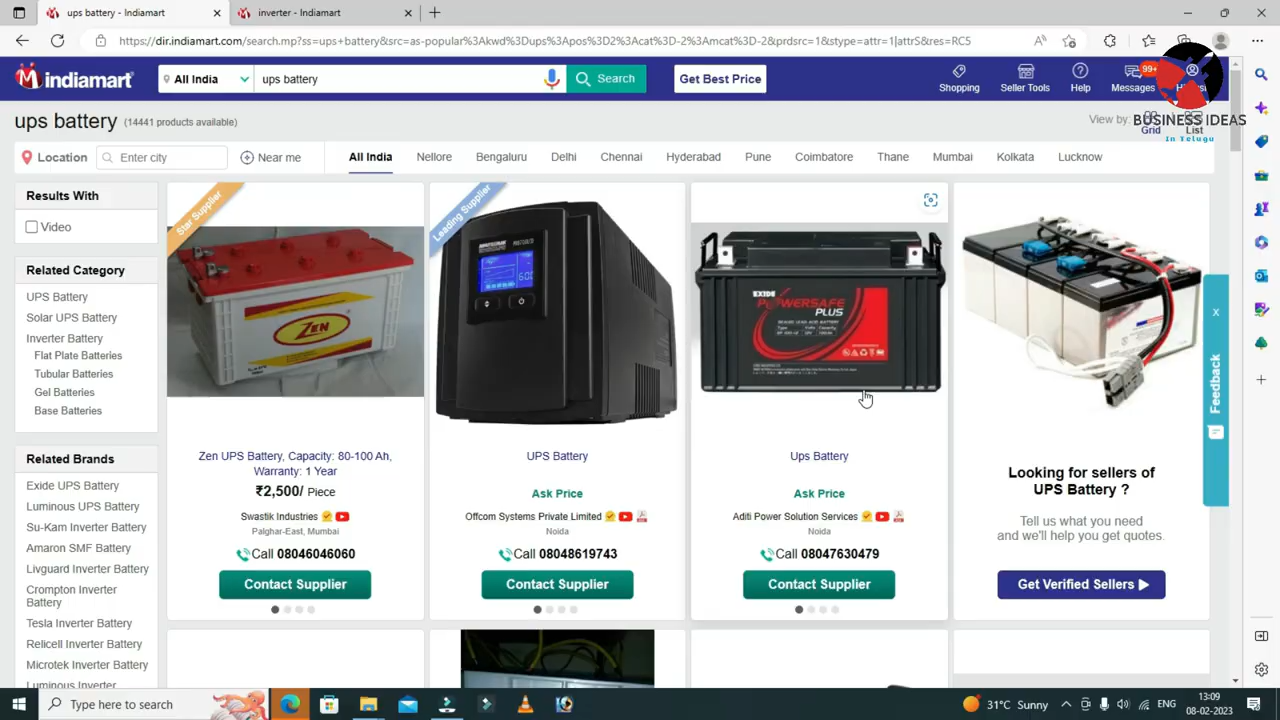 ups battery - Indiamart
inverter - Indiamart
https://dir.indiamart.com/search.mp?ss=ups+battery&src=as-popular%3Akwd%3Dups%3Apos%3D2%3Acat%3D-2%3Amcat%3D-2&prdsrc=1&stype=attr=1|attrS&res=RC5
indiamart
All India
ups battery
Search
Get Best Price
Shopping
Seller Tools
Help
99+
Messages
ups battery (14441 products available)
View by:
Grid
List
BUSINESS IDEAS
In Telugu
Location
Enter city
Near me
All India
Nellore
Bengaluru
Delhi
Chennai
Hyderabad
Pune
Coimbatore
Thane
Mumbai
Kolkata
Lucknow
Results With
Video
Related Category
UPS Battery
Solar UPS Battery
Inverter Battery
Flat Plate Batteries
Tubular Batteries
Gel Batteries
Base Batteries
Related Brands
Exide UPS Battery
Luminous UPS Battery
Su-Kam Inverter Battery
Amaron SMF Battery
Livguard Inverter Battery
Crompton Inverter
Battery
Tesla Inverter Battery
Relicell Inverter Battery
Microtek Inverter Battery
Luminous Inverter
Star Supplier
ZEN
Zen UPS Battery, Capacity: 80-100 Ah,
Warranty: 1 Year
₹2,500/ Piece
Swastik Industries
Palghar-East, Mumbai
Call 08046046060
Contact Supplier
Leading Supplier
UPS Battery
Ask Price
Offcom Systems Private Limited
Noida
Call 08048619743
Contact Supplier
EXIDE
POWERSAFE
PLUS
Ups Battery
Ask Price
Aditi Power Solution Services
Noida
Call 08047630479
Contact Supplier
Looking for sellers of
UPS Battery ?
Tell us what you need
and we'll help you get quotes.
Get Verified Sellers
X
Feedback
Type here to search
31°C Sunny
ENG
13:09
08-02-2023